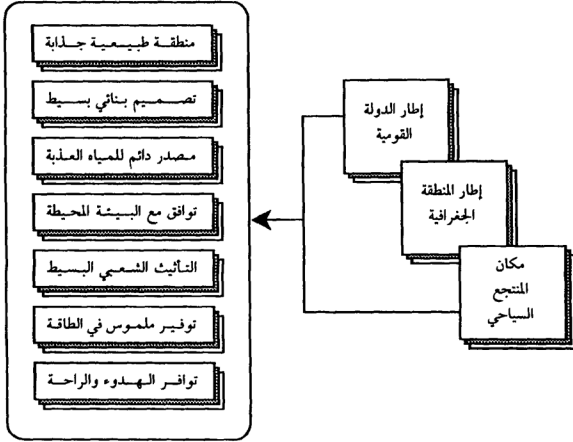 إطار الدولة
القومية
إطار المنطقة
الجغرافية
مكان
المنتجع
السياحي
منطقة طبيعية جذابة
تصميم بنائي بسيط
مصدر دائم للمياه العذبة
توافق مع البيئة المحيطة
التأثيث الشعبي البسيط
توفير ملموس في الطاقة
توافر الهدوء والراحة